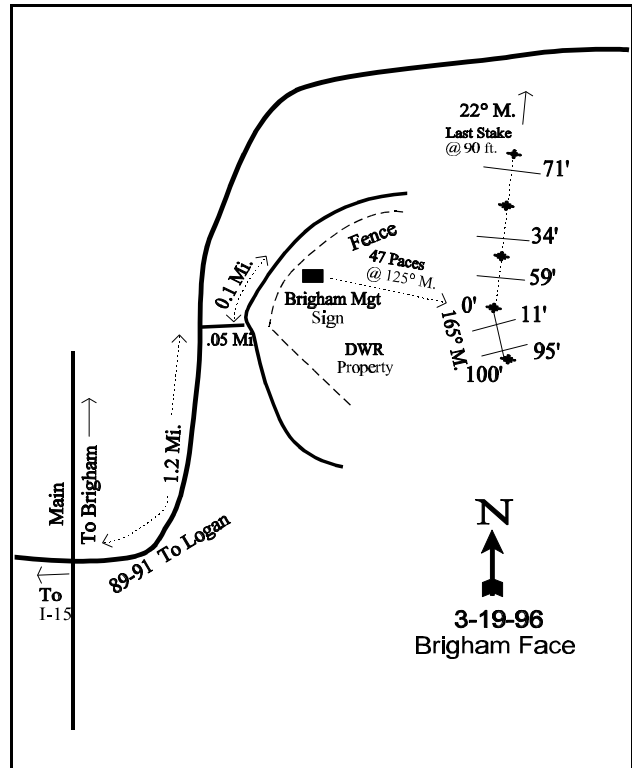 22° M.
Last Stake
@ 90 ft.
71'
34'
Fence
47 Paces
@ 125° M.
59'
0.1 Mi.
Brigham Mgt
Sign
0'
11'
165° M.
.05 Mi
DWR
Property
95'
100'
1.2 Mi.
Main
To Brigham
89-91 To Logan
To
I-15
N
3-19-96
Brigham Face